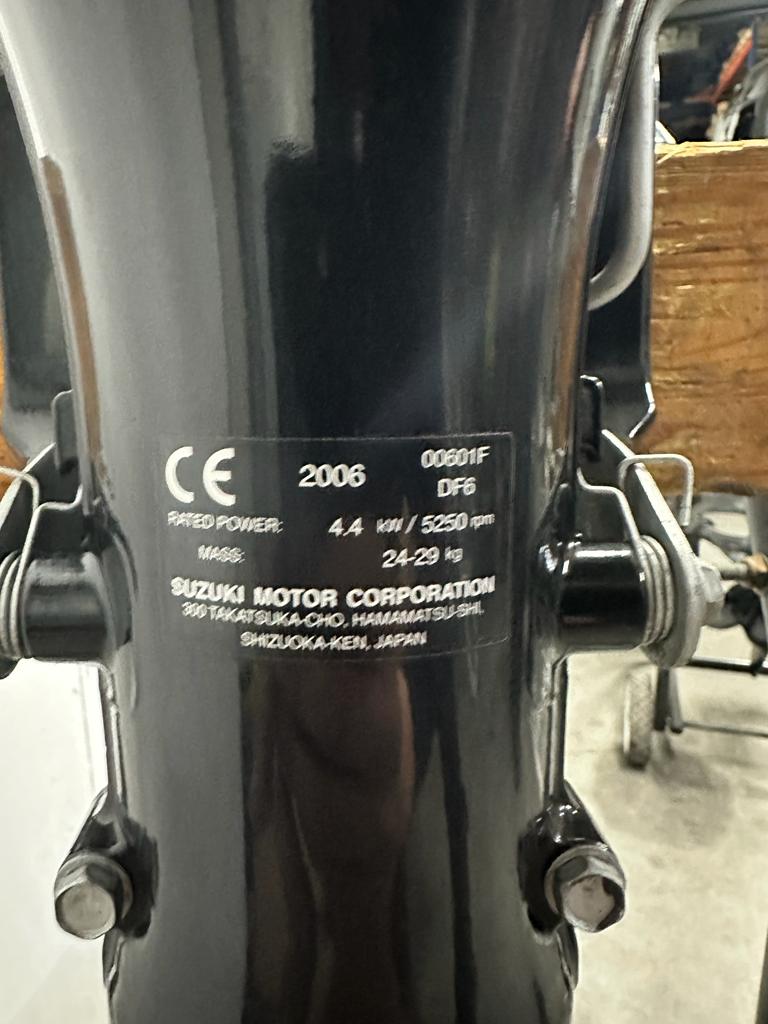 CE 2006 00601F
DF6
RATED POWER: 4.4 kW / 5250 rpm
MASS: 24-29 kg
SUZUKI MOTOR CORPORATION
300 TAKATSUKA-CHO, HAMAMATSU-SHI,
SHIZUOKA-KEN, JAPAN